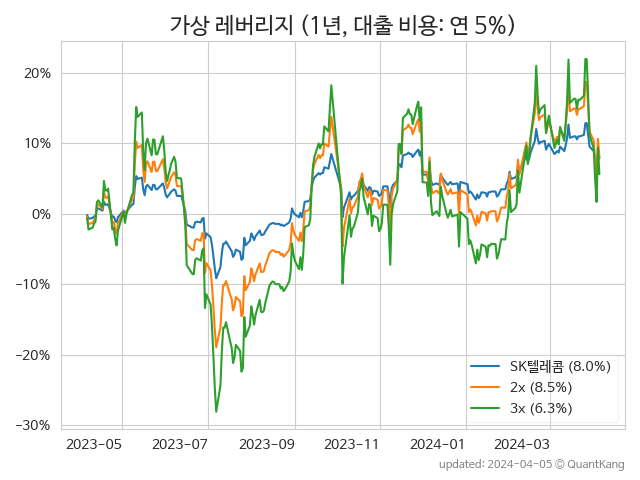 가상 레버리지 (1년, 대출 비용: 연 5%)
20%
10%
0%
−10%
−20%
−30%
SK텔레콤 (8.0%)
2x (8.5%)
3x (6.3%)
2023-05 2023-07 2023-09 2023-11 2024-01 2024-03
updated: 2024-04-05 © QuantKang